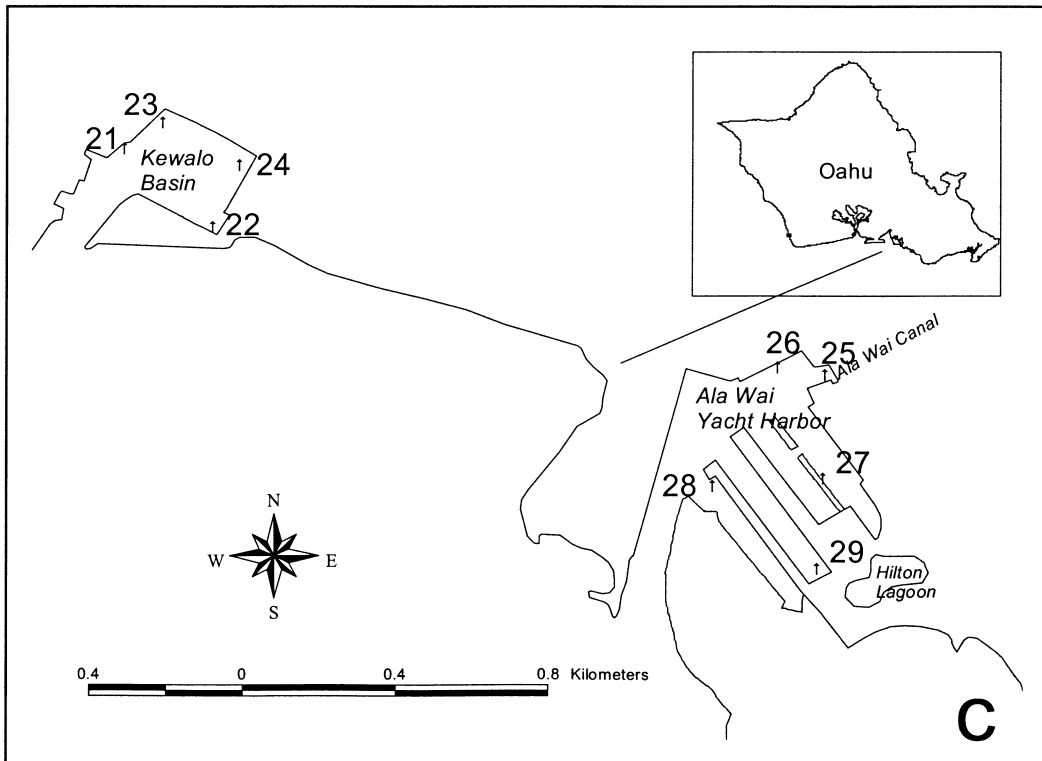 23
21
Kewalo
Basin
24
22
Oahu
26
25
Ala Wai Canal
Ala Wai
Yacht Harbor
27
28
29
Hilton
Lagoon
N
W
E
S
0.4
0
0.4
0.8
Kilometers
C